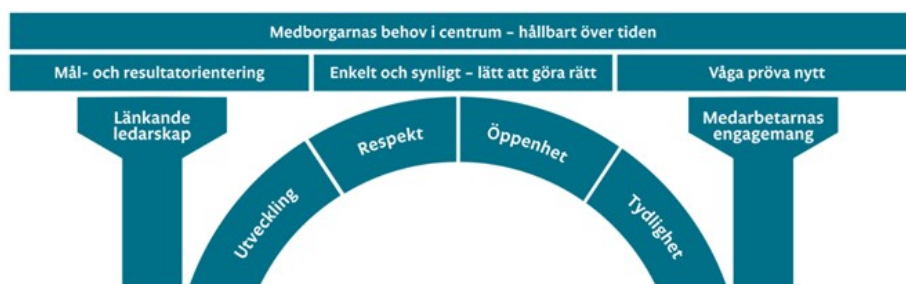 Medborgarnas behov i centrum – hållbart över tiden
Mål- och resultatorientering
Enkelt och synligt – lätt att göra rätt
Våga pröva nytt
Länkande
ledarskap
Utveckling
Respekt
Öppenhet
Tydlighet
Medarbetarnas
engagemang